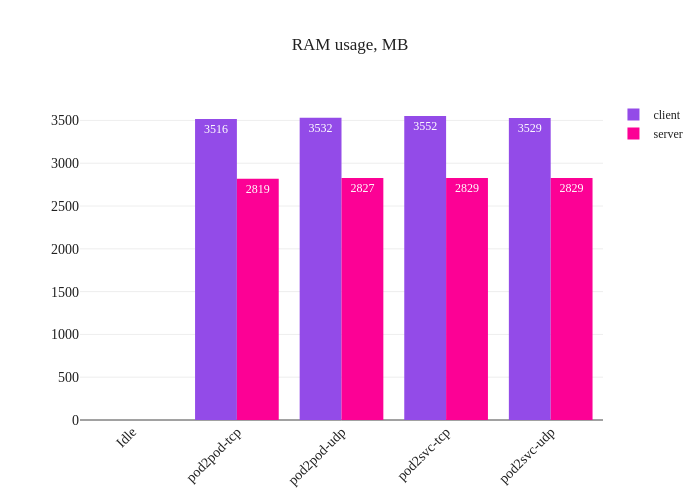 RAM usage, MB
client
server
3500
3000
2500
2000
1500
1000
500
0
3516
2819
3532
2827
3552
2829
3529
2829
Idle
pod2pod-tcp
pod2pod-udp
pod2svc-tcp
pod2svc-udp